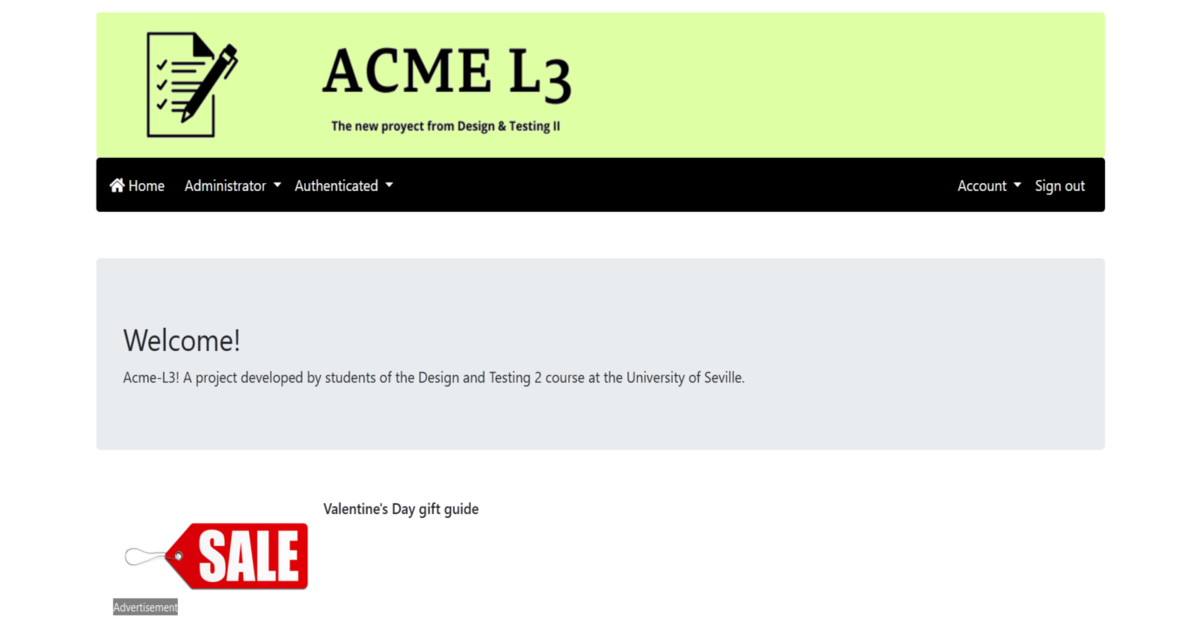 ACME L3
The new proyect from Design & Testing II
Home Administrator Authenticated Account Sign out
Welcome!
Acme-L3! A project developed by students of the Design and Testing 2 course at the University of Seville.
Valentine's Day gift guide
SALE
Advertisement